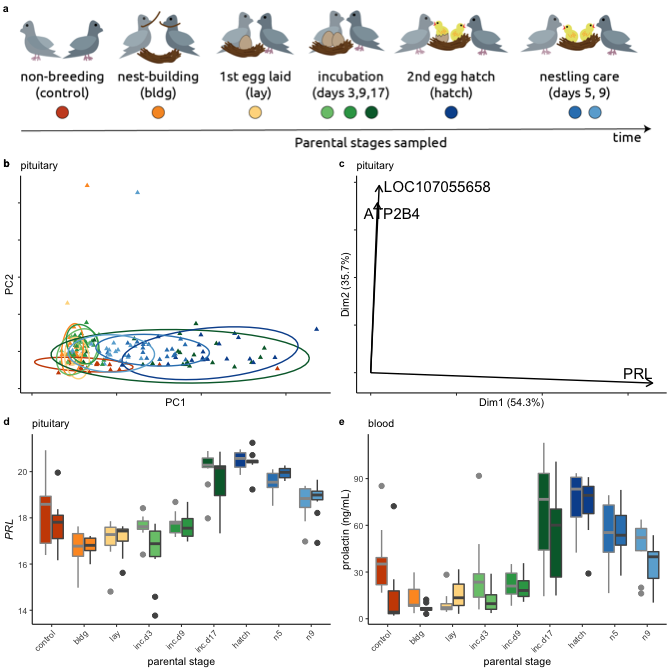 a
non-breeding
(control)
nest-building
(bldg)
1st egg laid
(lay)
incubation
(days 3,9,17)
2nd egg hatch
(hatch)
nestling care
(days 5, 9)
Parental stages sampled
time
b
pituitary
PC2
PC1
c
pituitary
LOC107055658
ATP2B4
PRL
Dim2 (35.7%)
Dim1 (54.3%)
d
pituitary
PRL
20
18
16
14
control
bldg
lay
inc.d3
inc.d9
inc.d17
hatch
n5
n9
parental stage
e
blood
prolactin (ng/mL)
90
60
30
0
control
bldg
lay
inc.d3
inc.d9
inc.d17
hatch
n5
n9
parental stage